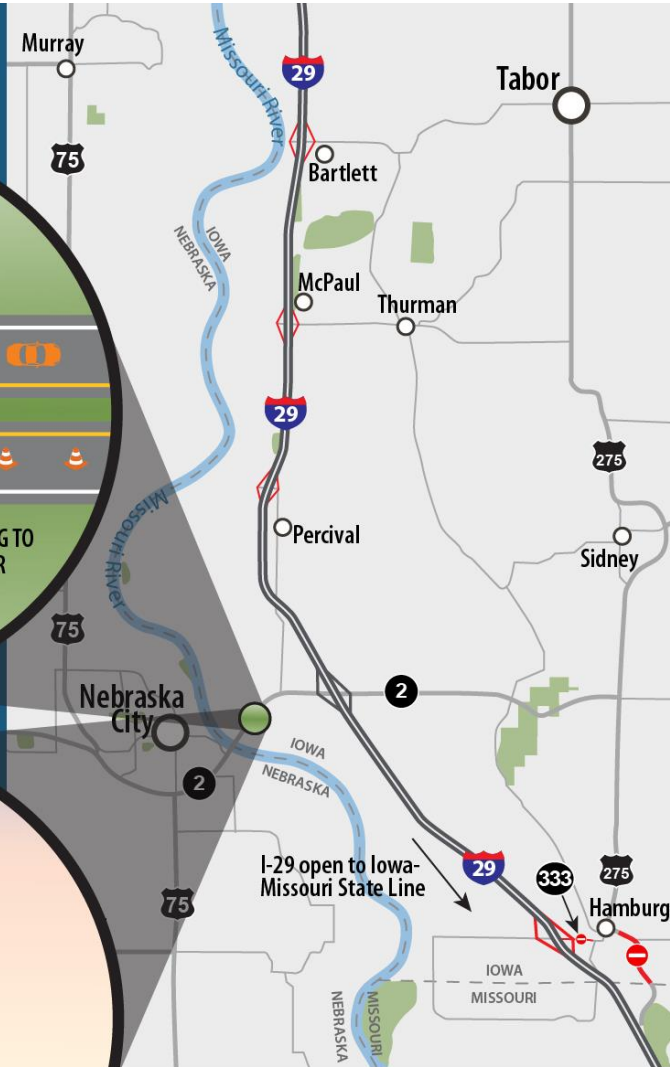 Murray
Missouri River
29
Tabor
75
Bartlett
IOWA
NEBRASKA
McPaul
Thurman
29
275
G TO
R
Missouri River
Percival
Sidney
75
Nebraska
City
2
2
IOWA
NEBRASKA
I-29 open to Iowa-
Missouri State Line
29
333
275
75
Hamburg
IOWA
MISSOURI
NEBRASKA
MISSOURI